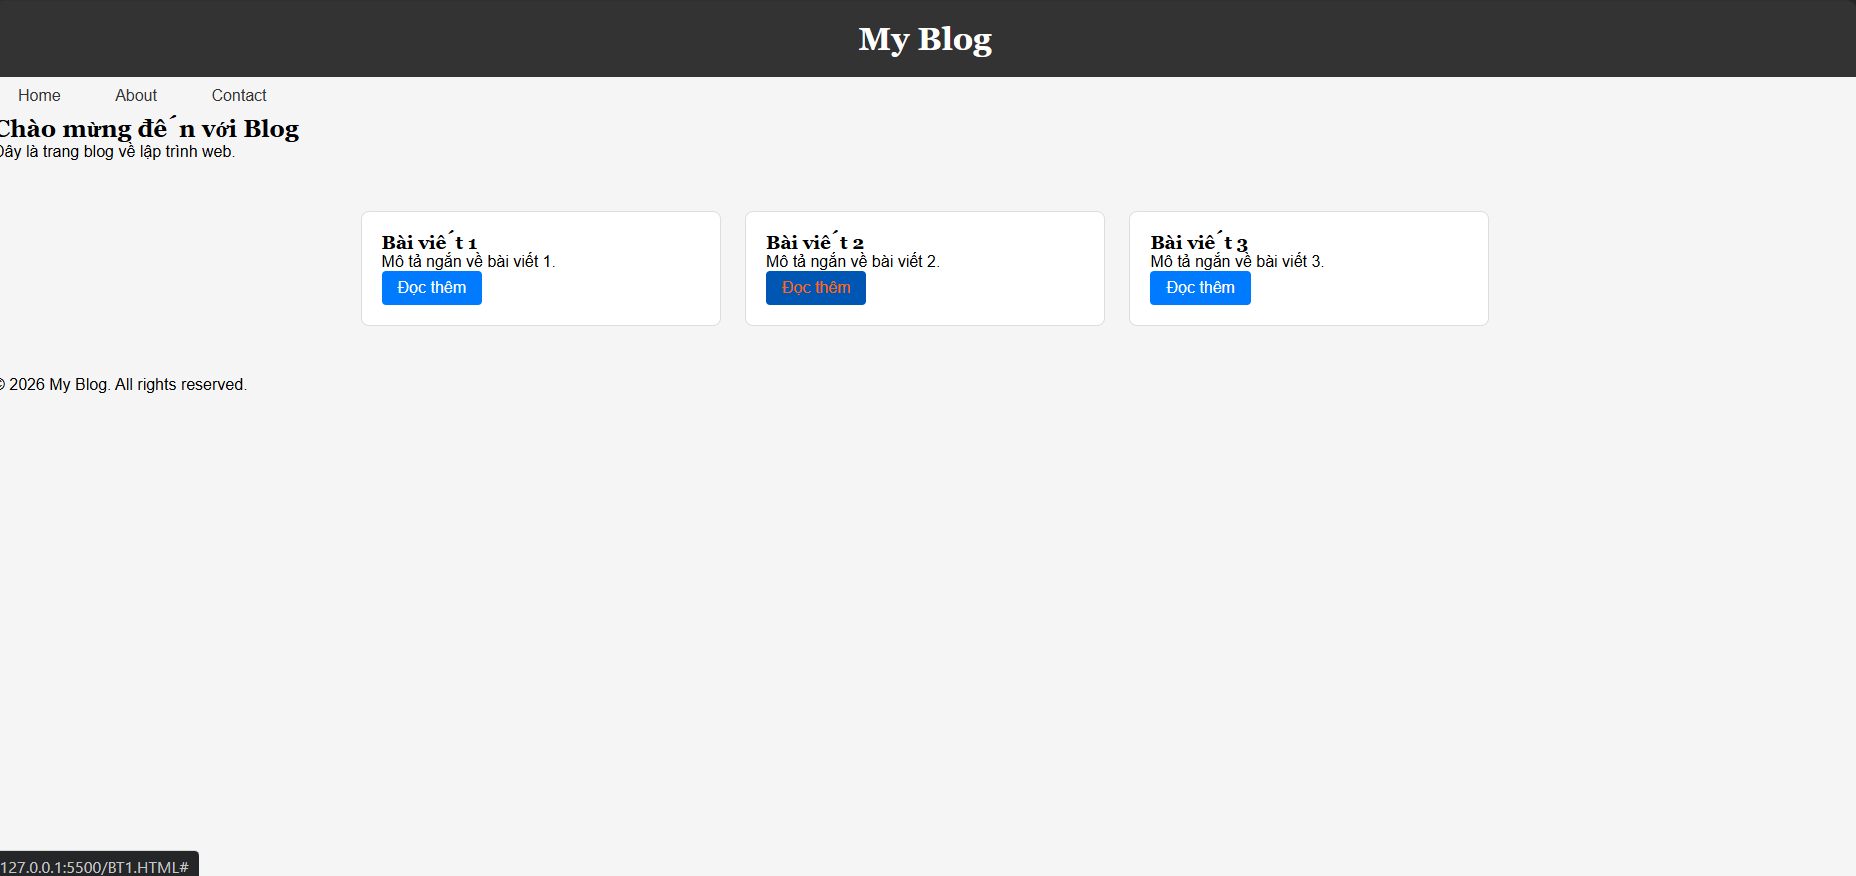 My Blog
Home About Contact
Chào mừng đến với Blog
Đây là trang blog về lập trình web.
Bài viết 1
Mô tả ngắn về bài viết 1.
Đọc thêm
Bài viết 2
Mô tả ngắn về bài viết 2.
Đọc thêm
Bài viết 3
Mô tả ngắn về bài viết 3.
Đọc thêm
© 2026 My Blog. All rights reserved.
127.0.0.1:5500/BT1.HTML#